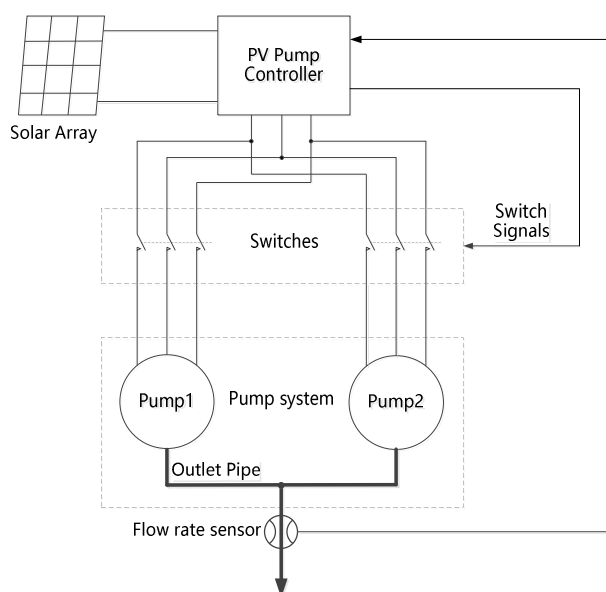 PV Pump
Controller
Solar Array
Switch
Signals
Switches
Pump1
Pump system
Pump2
Outlet Pipe
Flow rate sensor